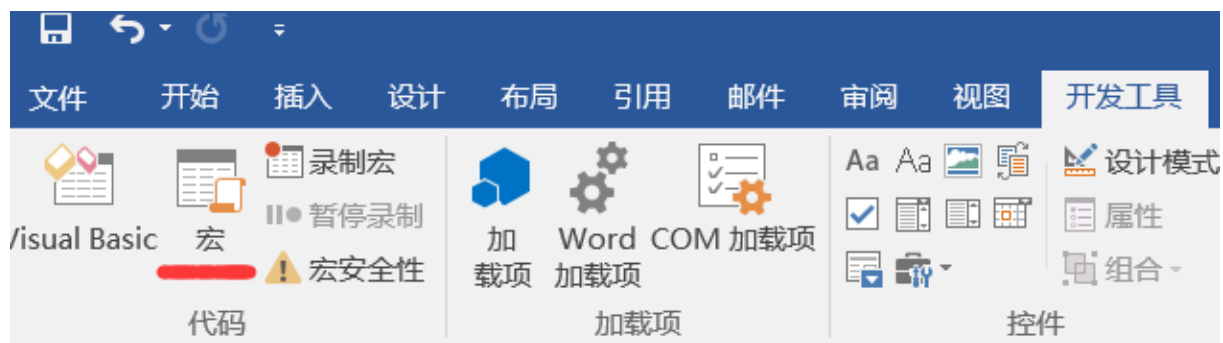 文件 开始 插入 设计 布局 引用 邮件 审阅 视图 开发工具
录制宏 Aa Aa 设计模式
暂停录制 属性
Visual Basic 宏 加 Word COM 加载项
宏安全性 载项 加载项 组合
代码 加载项 控件